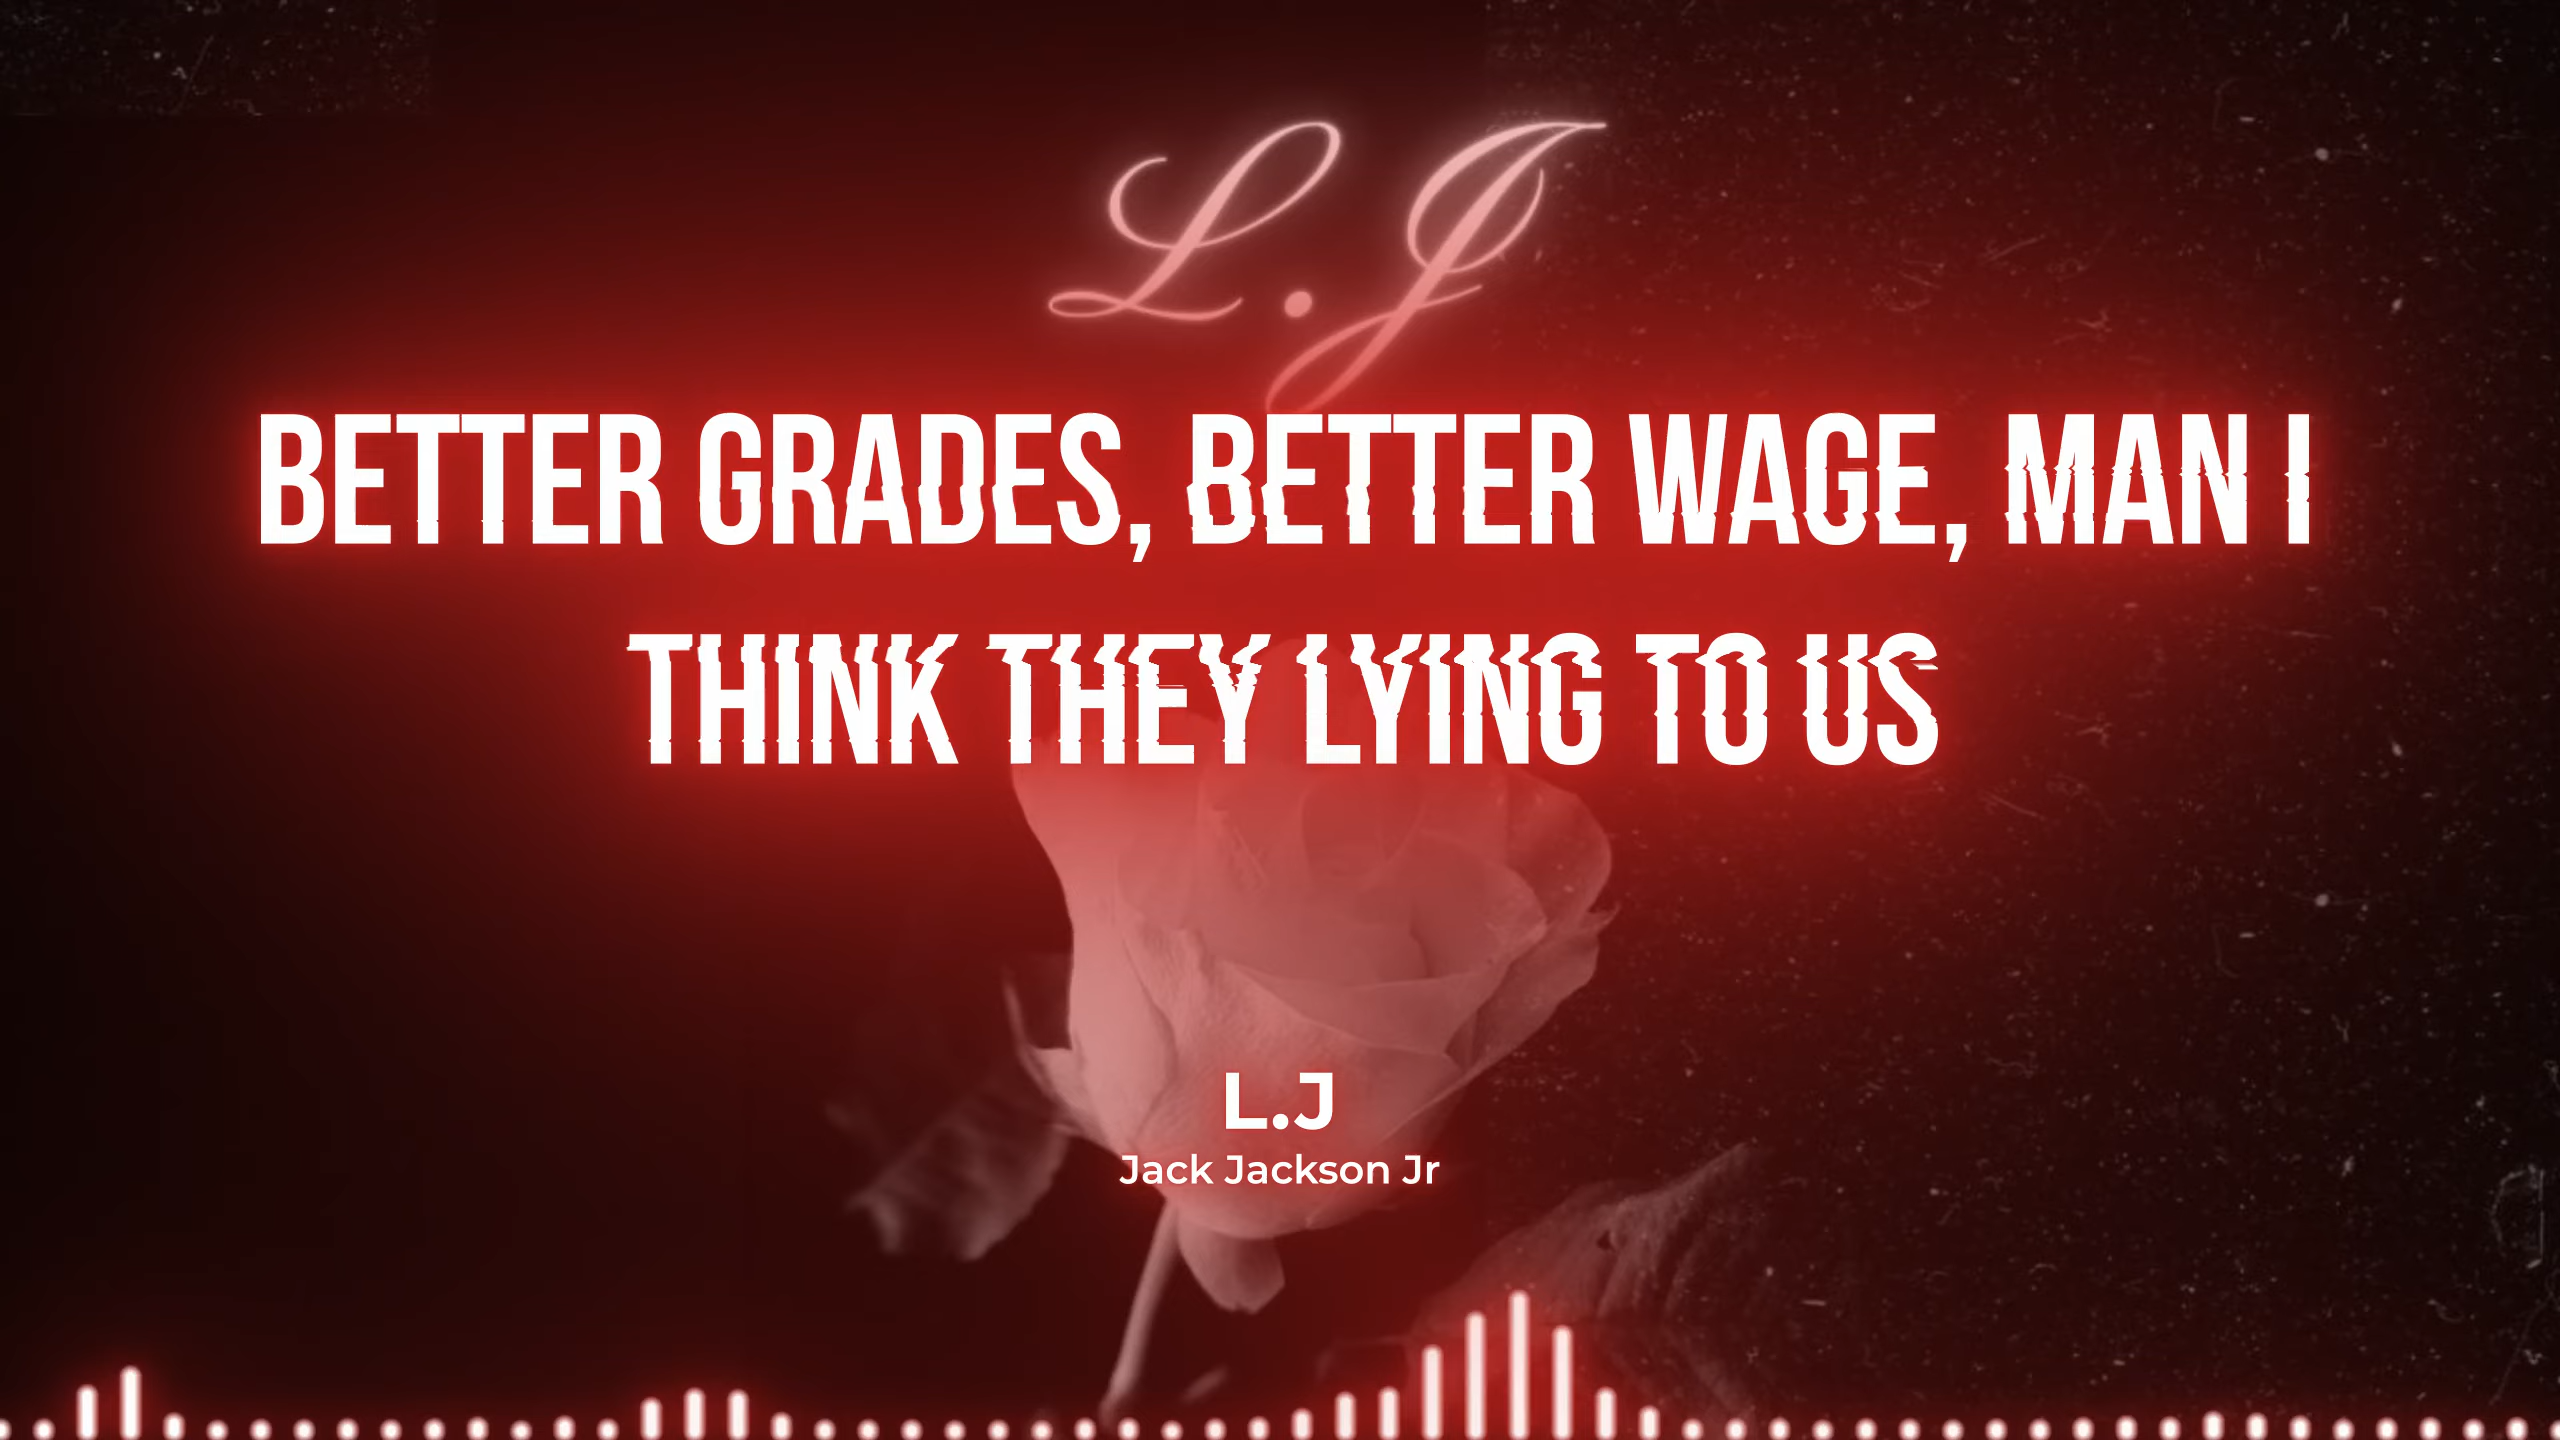 L.J
BETTER GRADES, BETTER WAGE, MAN I
THINK THEY LYING TO US
L.J
Jack Jackson Jr